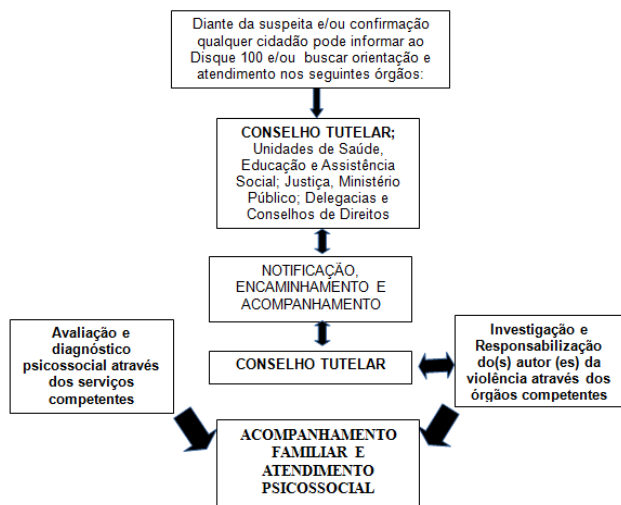 Diante da suspeita e/ou confirmação
qualquer cidadão pode informar ao
Disque 100 e/ou buscar orientação e
atendimento nos seguintes órgãos:
CONSELHO TUTELAR;
Unidades de Saúde,
Educação e Assistência
Social; Justiça, Ministério
Público; Delegacias e
Conselhos de Direitos
NOTIFICAÇÃO,
ENCAMINHAMENTO E
ACOMPANHAMENTO
Avaliação e
diagnóstico
psicossocial através
dos serviços
competentes
CONSELHO TUTELAR
Investigação e
Responsabilização
do(s) autor (es) da
violência através dos
órgãos competentes
ACOMPANHAMENTO
FAMILIAR E
ATENDIMENTO
PSICOSSOCIAL